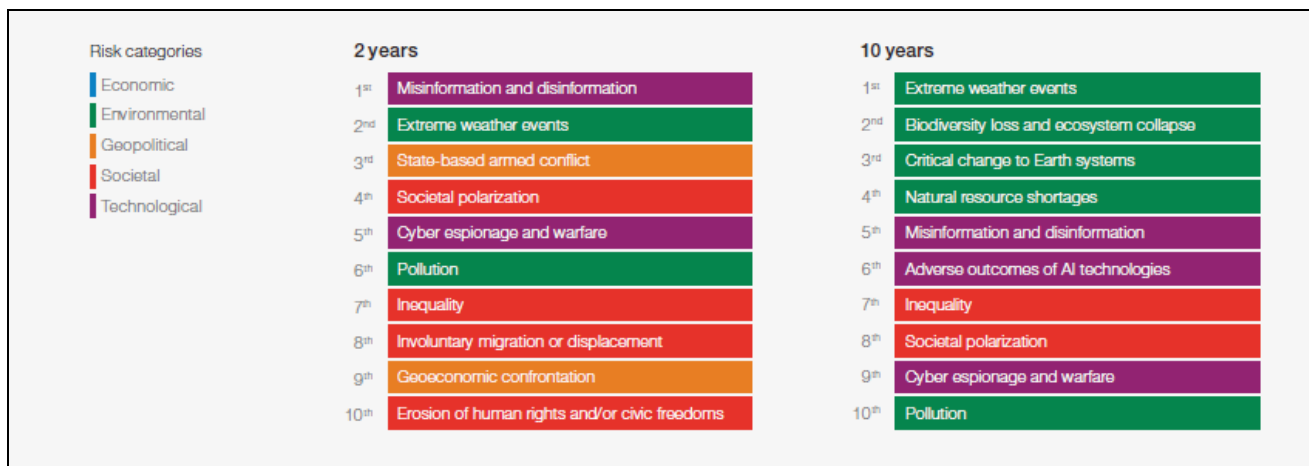 Risk categories
Economic
Environmental
Geopolitical
Societal
Technological
2 years
1st Misinformation and disinformation
2nd Extreme weather events
3rd State-based armed conflict
4th Societal polarization
5th Cyber espionage and warfare
6th Pollution
7th Inequality
8th Involuntary migration or displacement
9th Geoeconomic confrontation
10th Erosion of human rights and/or civic freedoms
10 years
1st Extreme weather events
2nd Biodiversity loss and ecosystem collapse
3rd Critical change to Earth systems
4th Natural resource shortages
5th Misinformation and disinformation
6th Adverse outcomes of AI technologies
7th Inequality
8th Societal polarization
9th Cyber espionage and warfare
10th Pollution